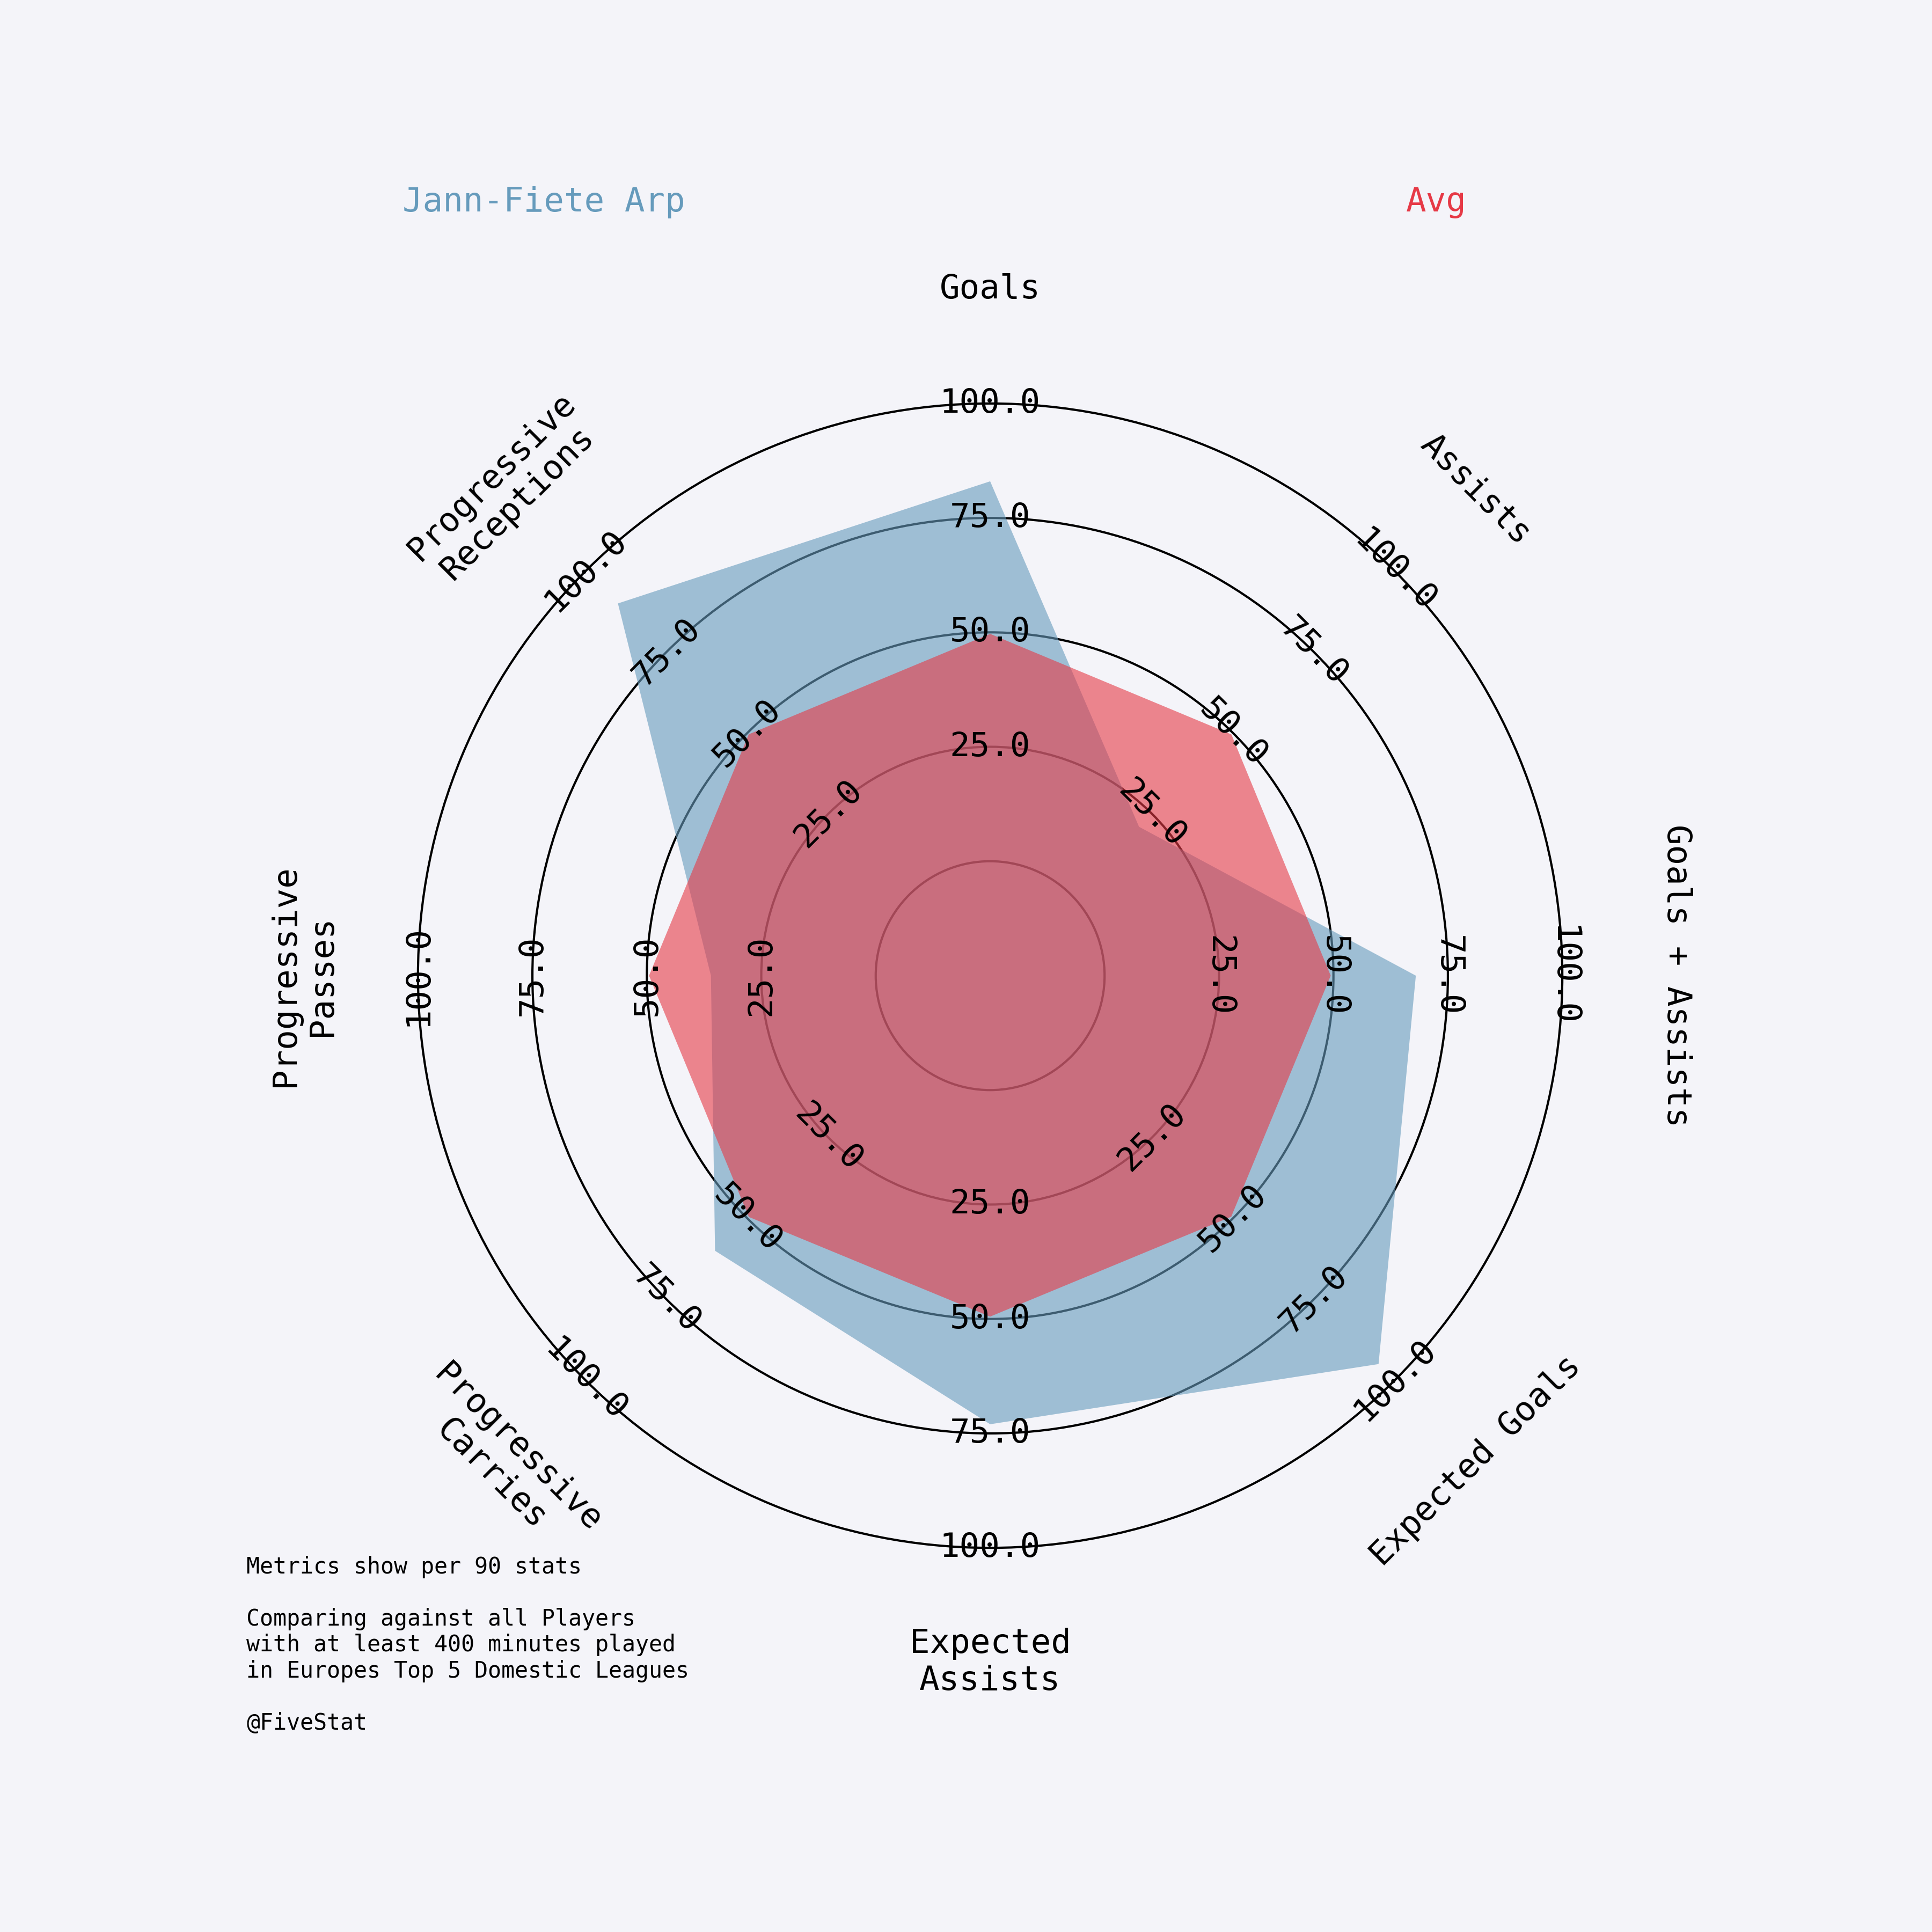 Jann-Fiete Arp
Avg
Goals
Assists
Goals + Assists
Expected Goals
Expected
Assists
Progressive
Carries
Progressive
Passes
Progressive
Receptions
25.0
50.0
75.0
100.0
25.0
50.0
75.0
100.0
25.0
50.0
75.0
100.0
25.0
50.0
75.0
100.0
25.0
50.0
75.0
100.0
25.0
50.0
75.0
100.0
25.0
50.0
75.0
100.0
25.0
50.0
75.0
100.0
Metrics show per 90 stats
Comparing against all Players
with at least 400 minutes played
in Europes Top 5 Domestic Leagues
@FiveStat